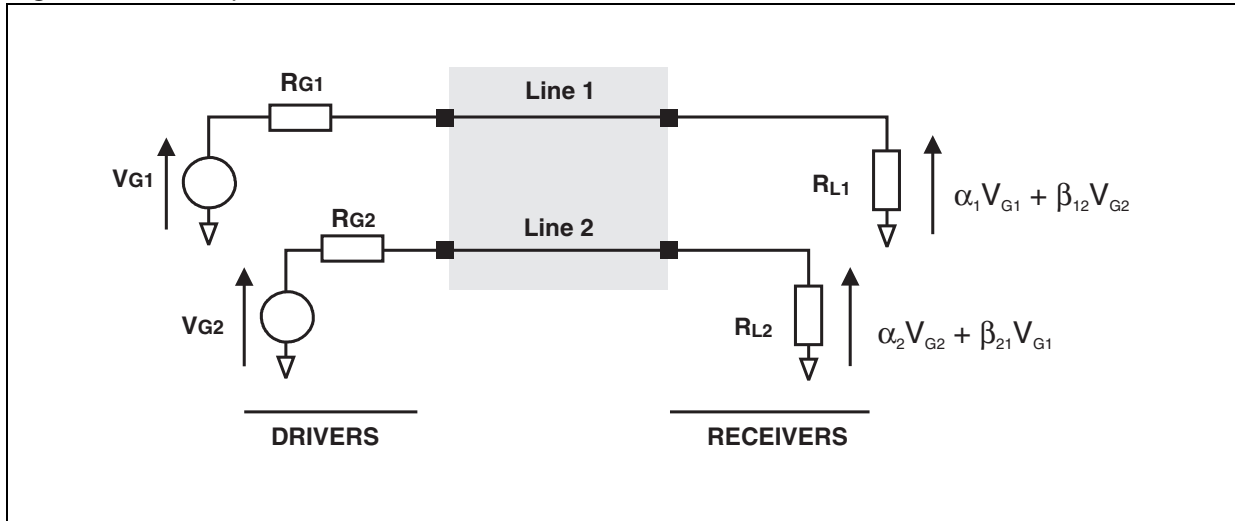 RG1
Line 1
VG1
RL1
α₁VG1 + β₁₂VG2
RG2
Line 2
VG2
RL2
α₂VG2 + β₂₁VG1
DRIVERS
RECEIVERS